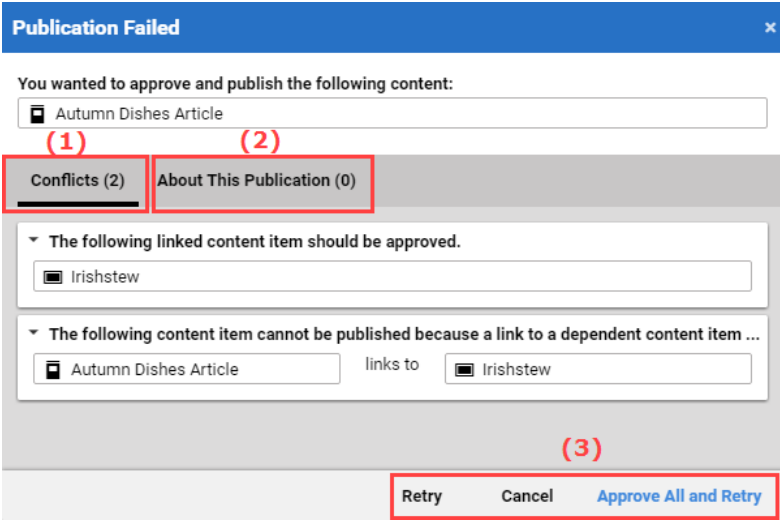 Publication Failed ×
You wanted to approve and publish the following content:
Autumn Dishes Article
(1) (2)
Conflicts (2) About This Publication (0)
The following linked content item should be approved.
Irishstew
The following content item cannot be published because a link to a dependent content item ...
Autumn Dishes Article links to Irishstew
(3)
Retry Cancel Approve All and Retry